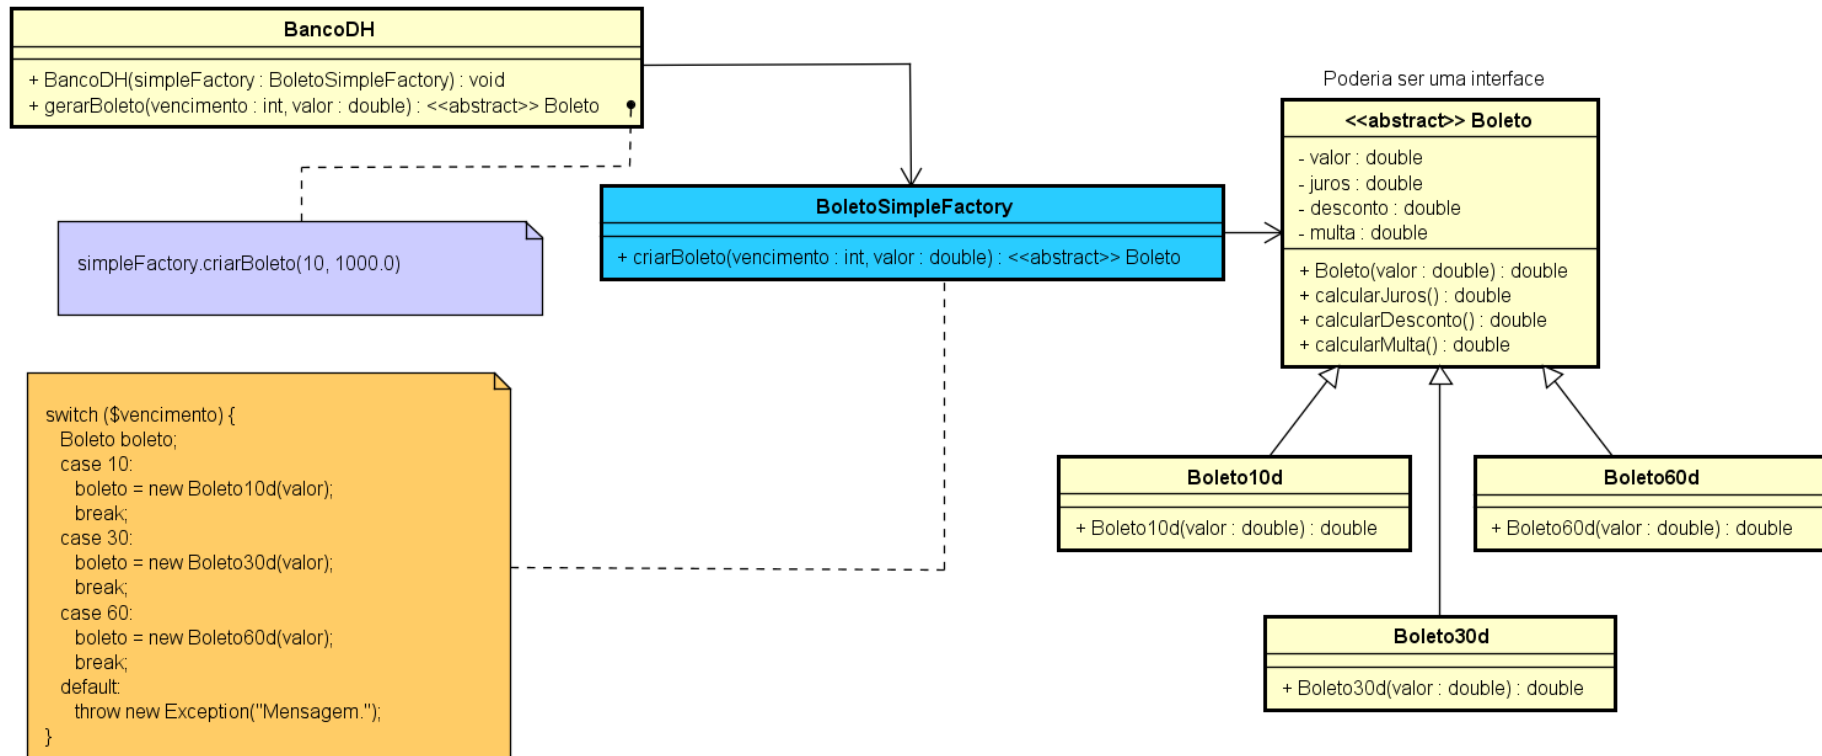 BancoDH
+ BancoDH(simpleFactory : BoletoSimpleFactory) : void
+ gerarBoleto(vencimento : int, valor : double) : <<abstract>> Boleto
simpleFactory.criarBoleto(10, 1000.0)
BoletoSimpleFactory
+ criarBoleto(vencimento : int, valor : double) : <<abstract>> Boleto
switch ($vencimento) {
Boleto boleto;
case 10:
boleto = new Boleto10d(valor);
break;
case 30:
boleto = new Boleto30d(valor);
break;
case 60:
boleto = new Boleto60d(valor);
break;
default:
throw new Exception("Mensagem.");
}
Poderia ser uma interface
<<abstract>> Boleto
- valor : double
- juros : double
- desconto : double
- multa : double
+ Boleto(valor : double) : double
+ calcularJuros() : double
+ calcularDesconto() : double
+ calcularMulta() : double
Boleto10d
+ Boleto10d(valor : double) : double
Boleto60d
+ Boleto60d(valor : double) : double
Boleto30d
+ Boleto30d(valor : double) : double